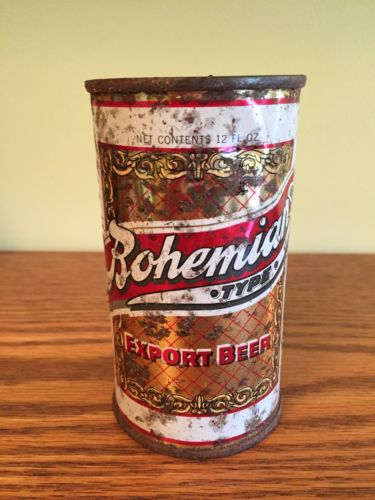 NET CONTENTS 12 FL. OZ.
Bohemian
• TYPE •
EXPORT BEER